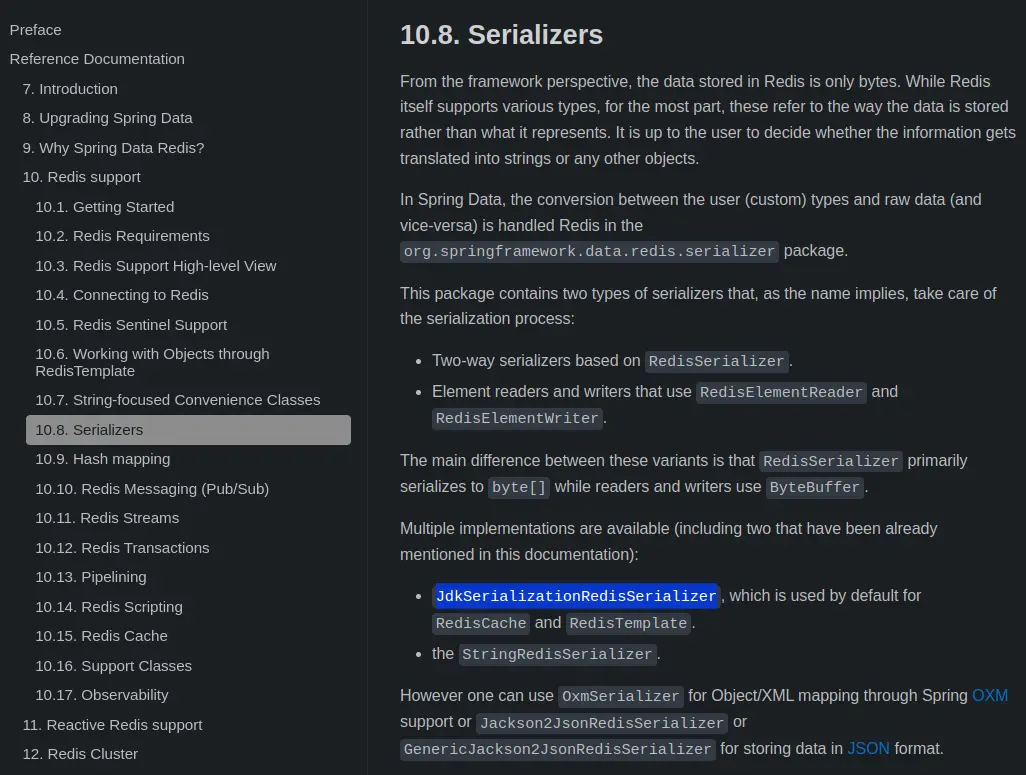 Preface
Reference Documentation
7. Introduction
8. Upgrading Spring Data
9. Why Spring Data Redis?
10. Redis support
10.1. Getting Started
10.2. Redis Requirements
10.3. Redis Support High-level View
10.4. Connecting to Redis
10.5. Redis Sentinel Support
10.6. Working with Objects through
RedisTemplate
10.7. String-focused Convenience Classes
10.8. Serializers
10.9. Hash mapping
10.10. Redis Messaging (Pub/Sub)
10.11. Redis Streams
10.12. Redis Transactions
10.13. Pipelining
10.14. Redis Scripting
10.15. Redis Cache
10.16. Support Classes
10.17. Observability
11. Reactive Redis support
12. Redis Cluster
10.8. Serializers
From the framework perspective, the data stored in Redis is only bytes. While Redis
itself supports various types, for the most part, these refer to the way the data is stored
rather than what it represents. It is up to the user to decide whether the information gets
translated into strings or any other objects.
In Spring Data, the conversion between the user (custom) types and raw data (and
vice-versa) is handled Redis in the
org.springframework.data.redis.serializer package.
This package contains two types of serializers that, as the name implies, take care of
the serialization process:
• Two-way serializers based on RedisSerializer.
• Element readers and writers that use RedisElementReader and
RedisElementWriter.
The main difference between these variants is that RedisSerializer primarily
serializes to byte[] while readers and writers use ByteBuffer.
Multiple implementations are available (including two that have been already
mentioned in this documentation):
• JdkSerializationRedisSerializer, which is used by default for
RedisCache and RedisTemplate.
• the StringRedisSerializer.
However one can use OxmSerializer for Object/XML mapping through Spring OXM
support or Jackson2JsonRedisSerializer or
GenericJackson2JsonRedisSerializer for storing data in JSON format.